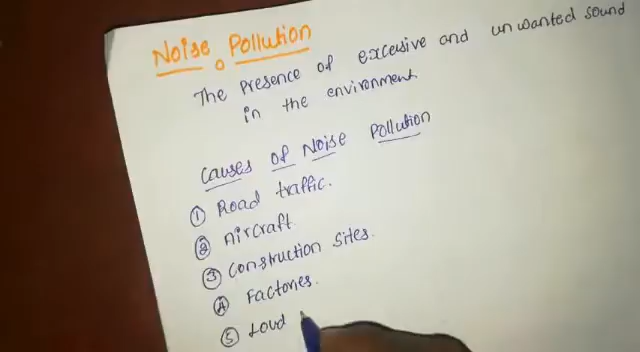 Noise Pollution
The presence of excessive and unwanted sound
in the environment
Causes of Noise Pollution
① Road traffic.
② Aircraft.
③ Construction sites.
④ Factories.
⑤ Loud